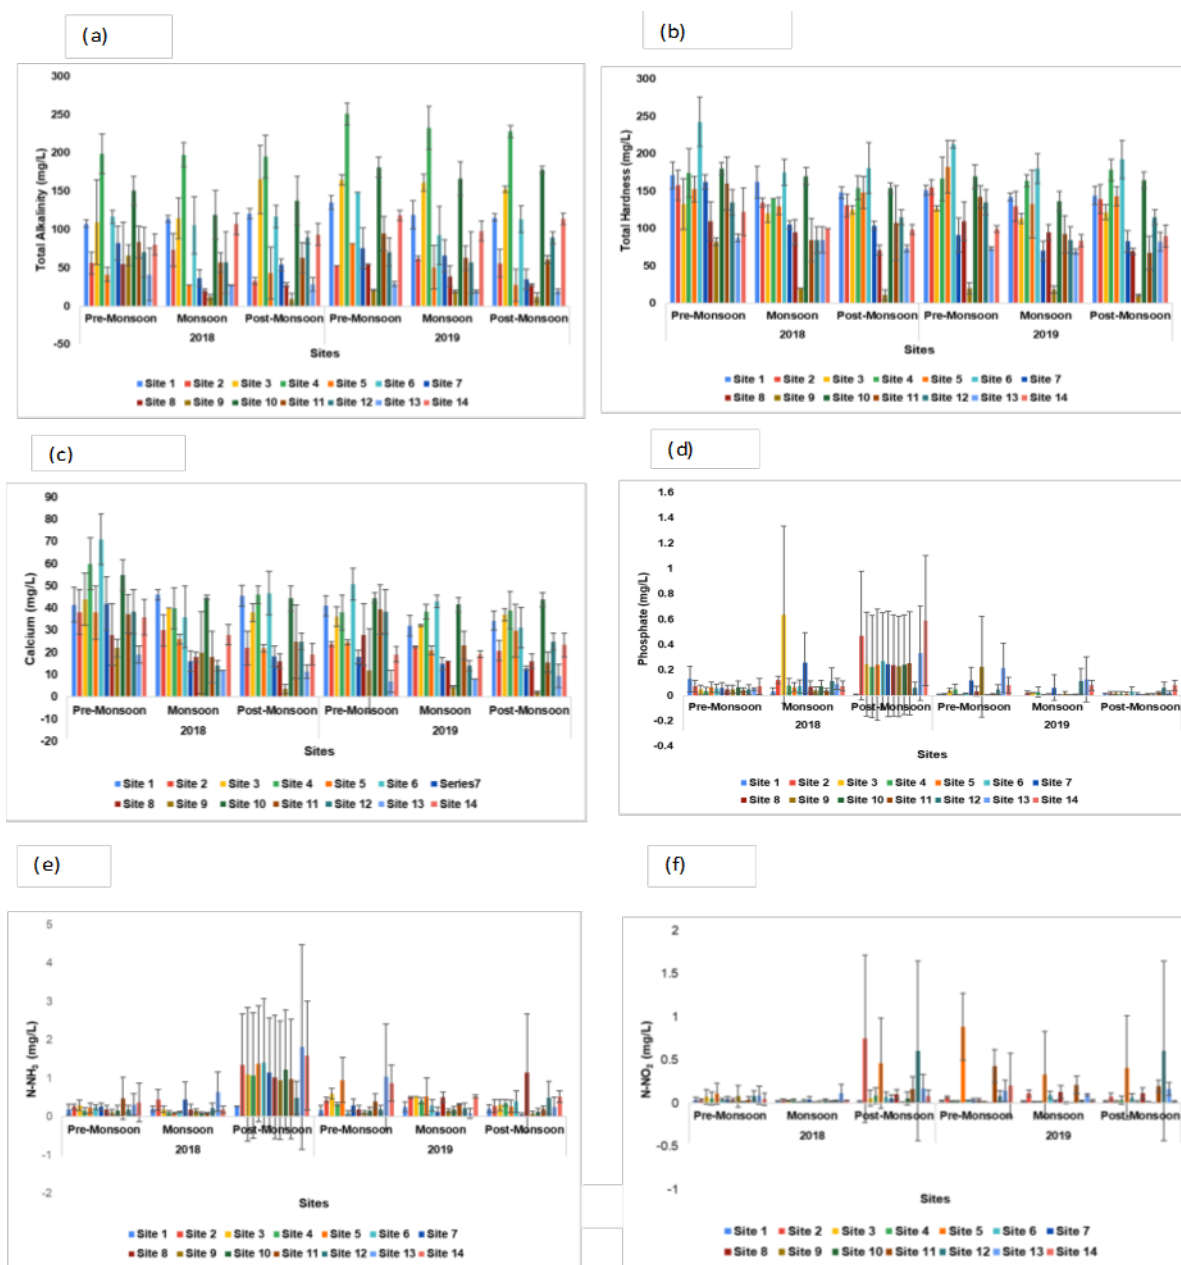 (a)
300
250
200
150
100
50
0
-50
Total Alkalinity (mg/L)
Pre-Monsoon Monsoon Post-Monsoon Pre-Monsoon Monsoon Post-Monsoon
2018 2019
Sites
Site 1 Site 2 Site 3 Site 4 Site 5 Site 6 Site 7
Site 8 Site 9 Site 10 Site 11 Site 12 Site 13 Site 14
(b)
300
250
200
150
100
50
0
Total Hardness (mg/L)
Pre-Monsoon Monsoon Post-Monsoon Pre-Monsoon Monsoon Post-Monsoon
2018 2019
Sites
Site 1 Site 2 Site 3 Site 4 Site 5 Site 6 Site 7
Site 8 Site 9 Site 10 Site 11 Site 12 Site 13 Site 14
(c)
90
80
70
60
50
40
30
20
10
0
-10
-20
Calcium (mg/L)
Pre-Monsoon Monsoon Post-Monsoon Pre-Monsoon Monsoon Post-Monsoon
2018 2019
Sites
Site 1 Site 2 Site 3 Site 4 Site 5 Site 6 Series7
Site 8 Site 9 Site 10 Site 11 Site 12 Site 13 Site 14
(d)
1.6
1.4
1.2
1
0.8
0.6
0.4
0.2
0
-0.2
-0.4
Phosphate (mg/L)
Pre-Monsoon Monsoon Post-Monsoon Pre-Monsoon Monsoon Post-Monsoon
2018 2019
Sites
Site 1 Site 2 Site 3 Site 4 Site 5 Site 6 Site 7
Site 8 Site 9 Site 10 Site 11 Site 12 Site 13 Site 14
(e)
5
4
3
2
1
0
-1
-2
N-NH₃ (mg/L)
Pre-Monsoon Monsoon Post-Monsoon Pre-Monsoon Monsoon Post-Monsoon
2018 2019
Sites
Site 1 Site 2 Site 3 Site 4 Site 5 Site 6 Site 7
Site 8 Site 9 Site 10 Site 11 Site 12 Site 13 Site 14
(f)
2
1.5
1
0.5
0
-0.5
-1
N-NO₂ (mg/L)
Pre-Monsoon Monsoon Post-Monsoon Pre-Monsoon Monsoon Post-Monsoon
2018 2019
Sites
Site 1 Site 2 Site 3 Site 4 Site 5 Site 6 Site 7
Site 8 Site 9 Site 10 Site 11 Site 12 Site 13 Site 14